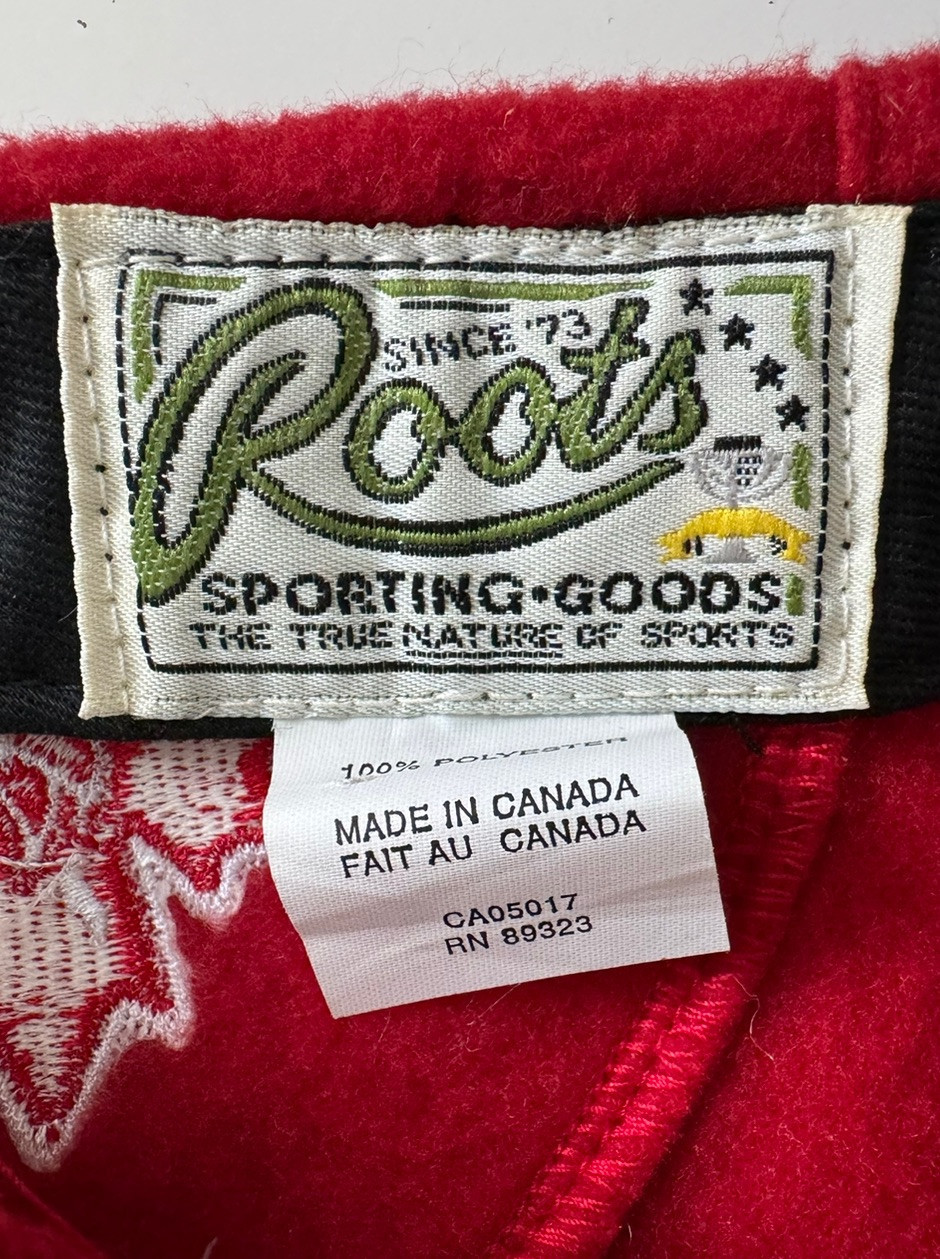 SINCE '73
Roots
SPORTING•GOODS
THE TRUE NATURE OF SPORTS
100% POLYESTER
MADE IN CANADA
FAIT AU CANADA
CA05017
RN 89323